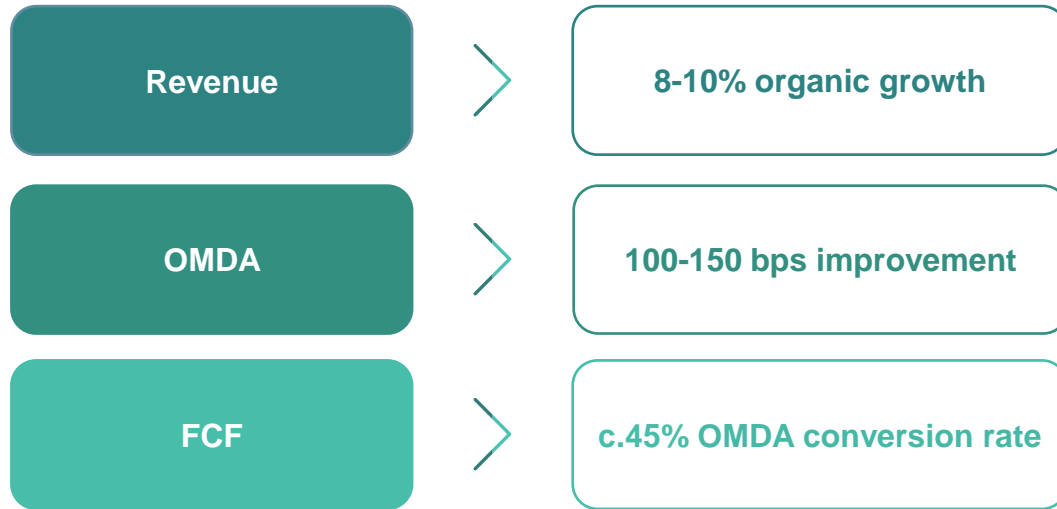 Revenue
8-10% organic growth
OMDA
100-150 bps improvement
FCF
c.45% OMDA conversion rate